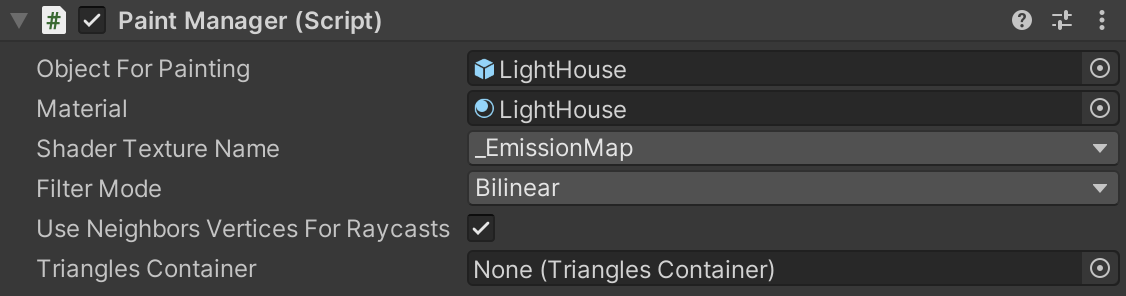 # Paint Manager (Script)
Object For Painting LightHouse
Material LightHouse
Shader Texture Name _EmissionMap
Filter Mode Bilinear
Use Neighbors Vertices For Raycasts
Triangles Container None (Triangles Container)